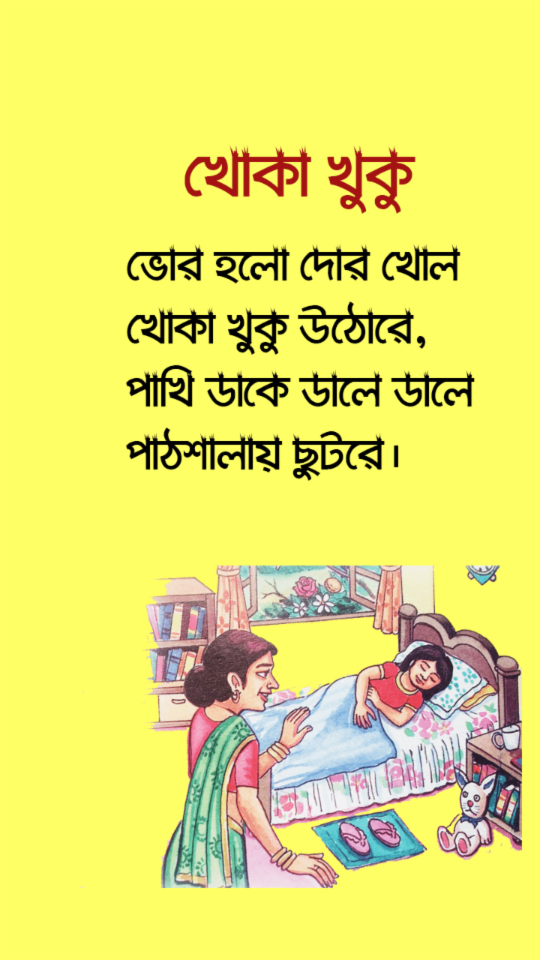 খোকা খুকু
ভোর হলো দোর খোল
খোকা খুকু উঠোরে,
পাখি ডাকে ডালে ডালে
পাঠশালায় ছুটরে।